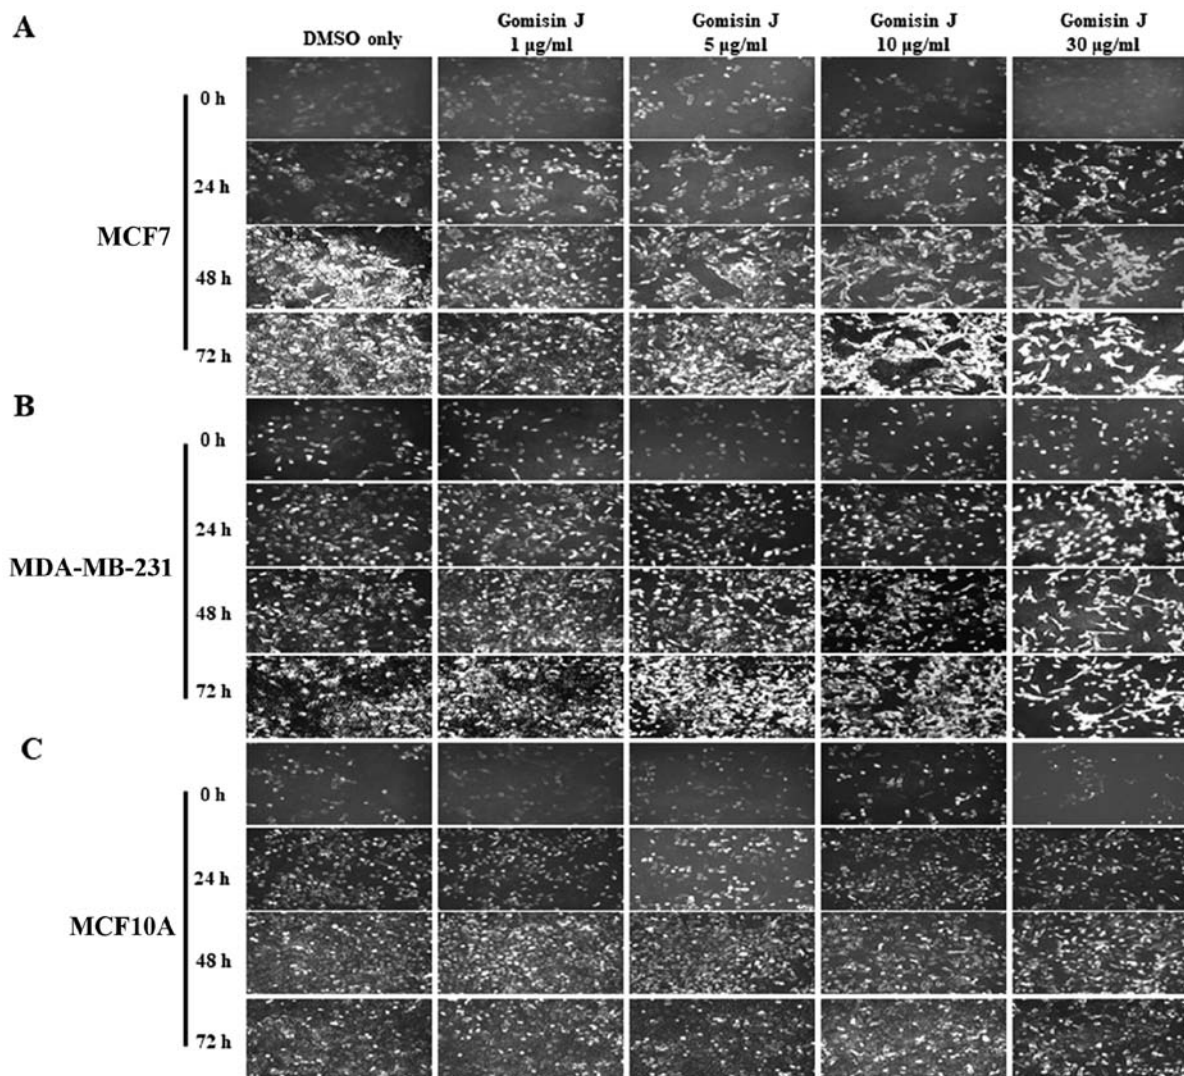 A
DMSO only
Gomisin J
1 µg/ml
Gomisin J
5 µg/ml
Gomisin J
10 µg/ml
Gomisin J
30 µg/ml
MCF7
0 h
24 h
48 h
72 h
B
MDA-MB-231
0 h
24 h
48 h
72 h
C
MCF10A
0 h
24 h
48 h
72 h